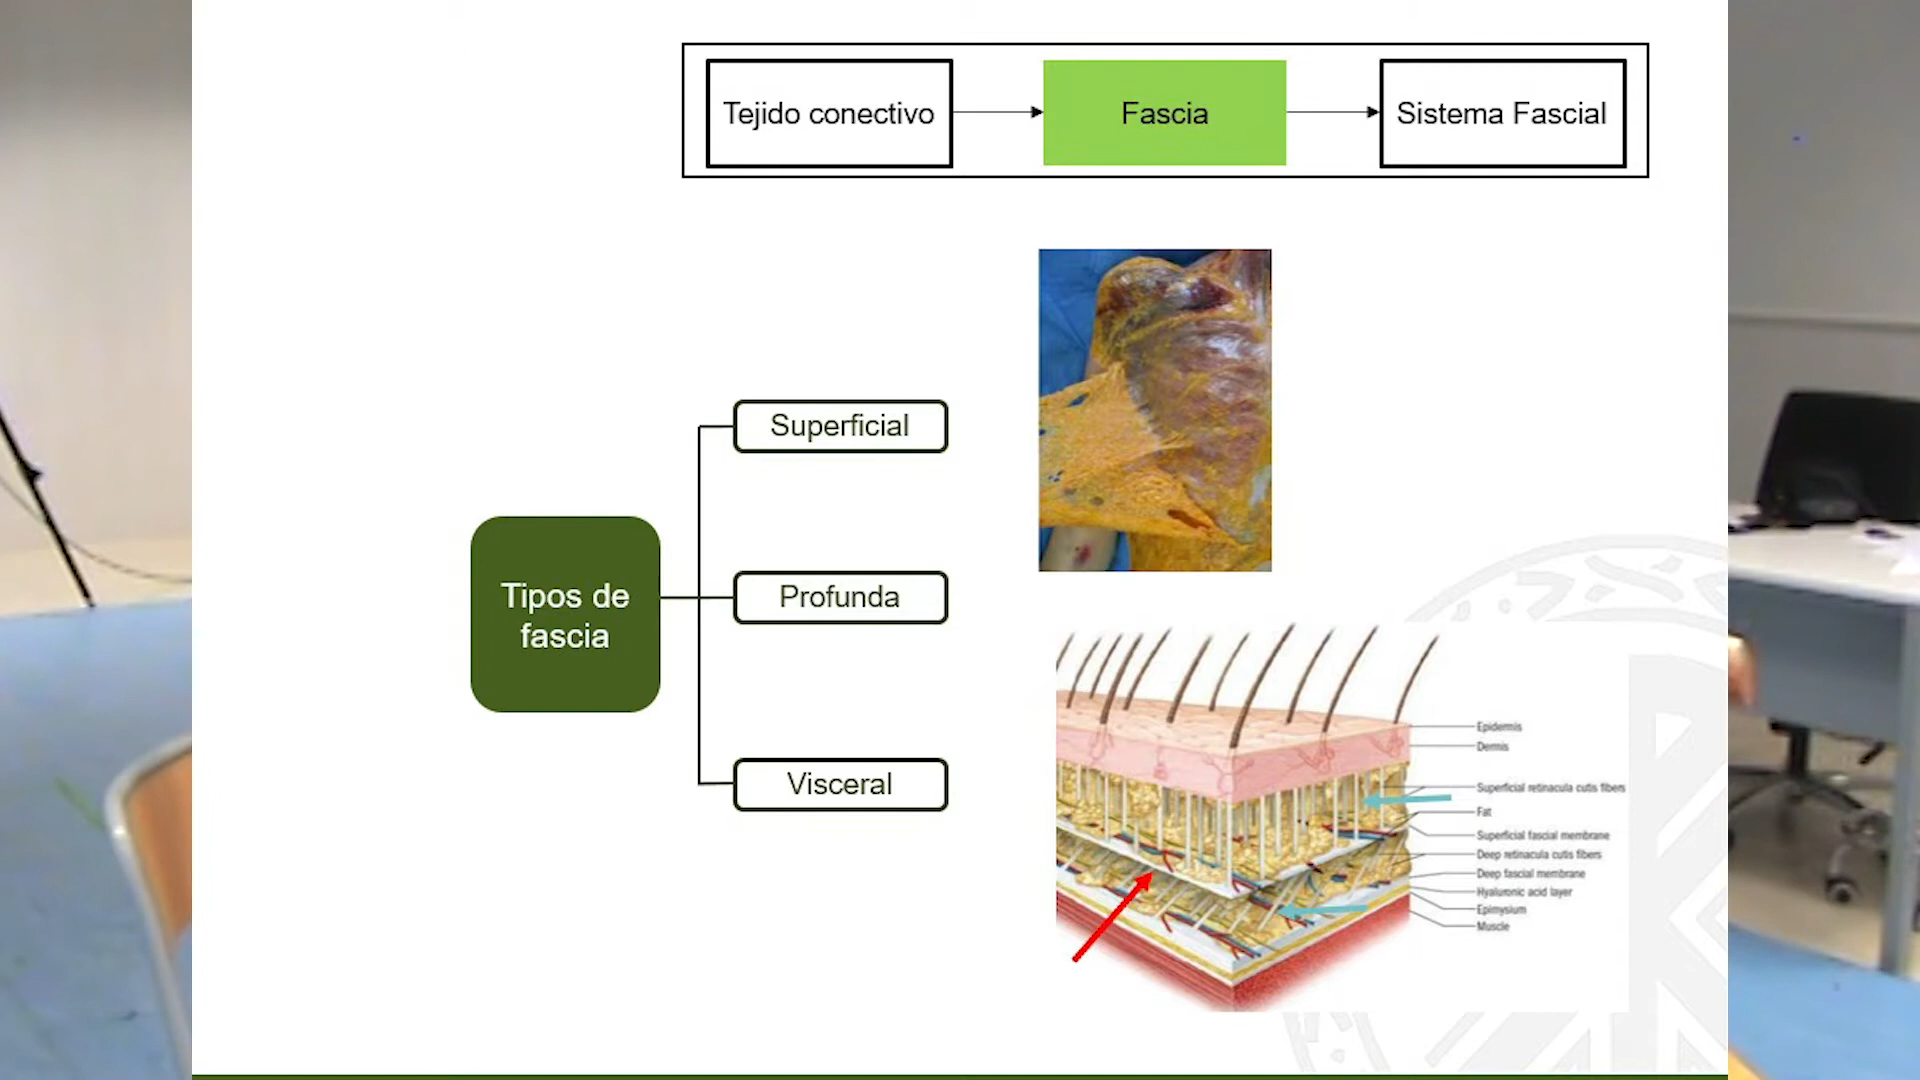 Tejido conectivo
Fascia
Sistema Fascial
Superficial
Tipos de
fascia
Profunda
Visceral
Epidermis
Dermis
Superficial retinacula cutis fibers
Fat
Superficial fascial membrane
Deep retinacula cutis fibers
Deep fascial membrane
Hyaluronic acid layer
Epimysium
Muscle